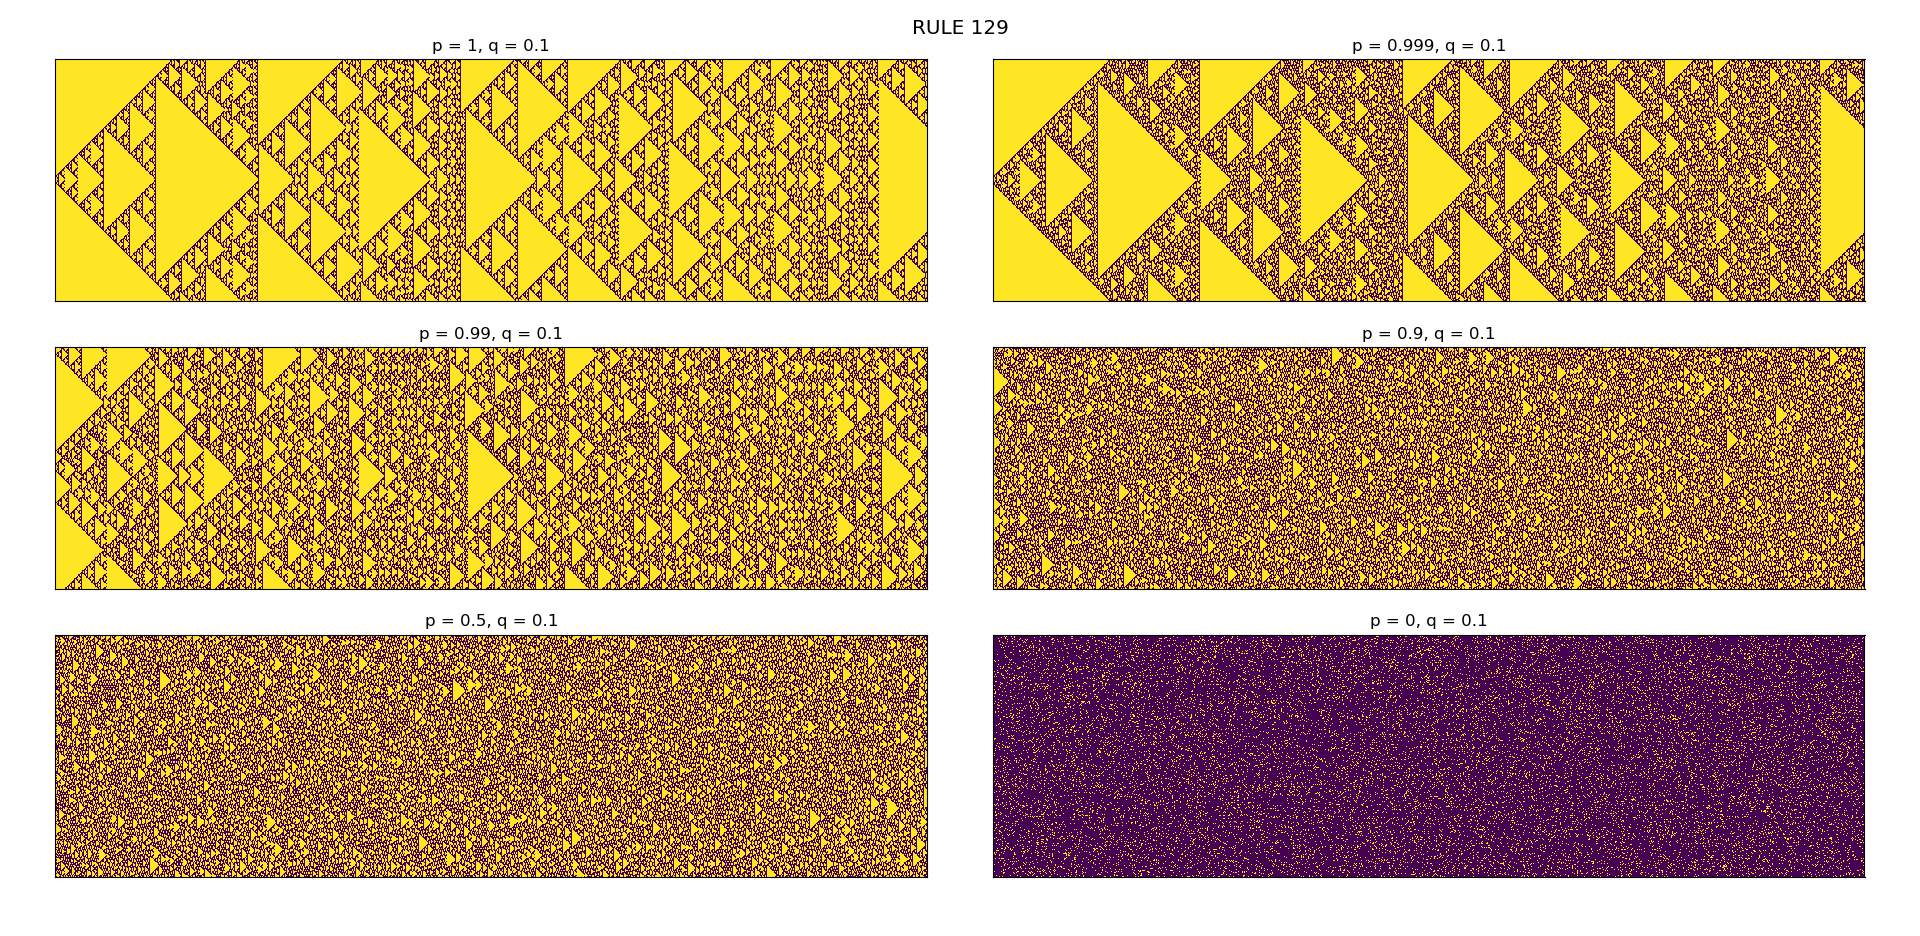 RULE 129
p = 1, q = 0.1
p = 0.999, q = 0.1
p = 0.99, q = 0.1
p = 0.9, q = 0.1
p = 0.5, q = 0.1
p = 0, q = 0.1